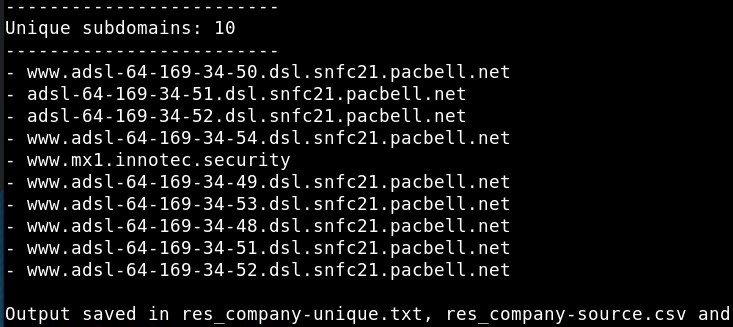 -------------------------
Unique subdomains: 10
-------------------------
- www.adsl-64-169-34-50.dsl.snfc21.pacbell.net
- adsl-64-169-34-51.dsl.snfc21.pacbell.net
- adsl-64-169-34-52.dsl.snfc21.pacbell.net
- www.adsl-64-169-34-54.dsl.snfc21.pacbell.net
- www.mx1.innotec.security
- www.adsl-64-169-34-49.dsl.snfc21.pacbell.net
- www.adsl-64-169-34-53.dsl.snfc21.pacbell.net
- www.adsl-64-169-34-48.dsl.snfc21.pacbell.net
- www.adsl-64-169-34-51.dsl.snfc21.pacbell.net
- www.adsl-64-169-34-52.dsl.snfc21.pacbell.net
Output saved in res_company-unique.txt, res_company-source.csv and